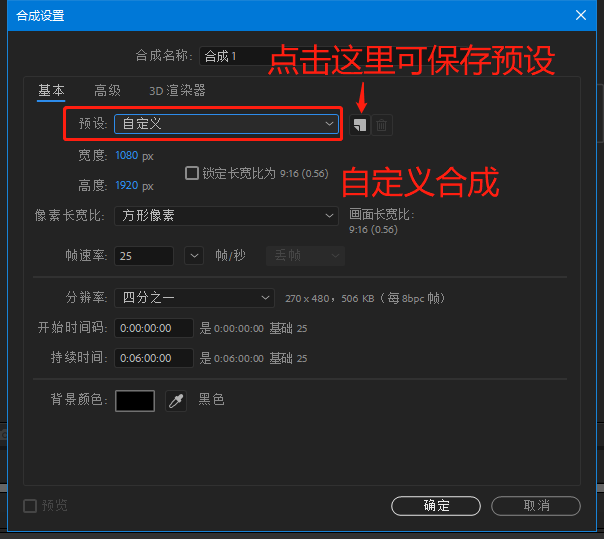 合成设置
合成名称: 合成 1
点击这里可保存预设
基本 高级 3D 渲染器
预设: 自定义
宽度: 1080 px
锁定长宽比为 9:16 (0.56)
高度: 1920 px
自定义合成
像素长宽比: 方形像素
画面长宽比:
9:16 (0.56)
帧速率: 25 帧/秒 丢帧
分辨率: 四分之一 270 x 480，506 KB（每 8bpc 帧）
开始时间码: 0:00:00:00 是 0:00:00:00 基础 25
持续时间: 0:06:00:00 是 0:06:00:00 基础 25
背景颜色: 黑色
预览 确定 取消